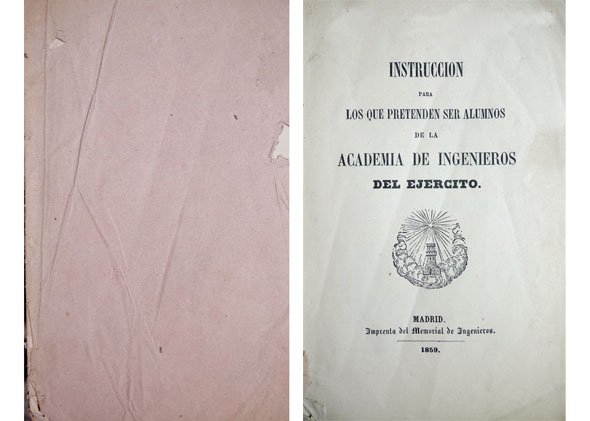 INSTRUCCION
PARA
LOS QUE PRETENDEN SER ALUMNOS
DE LA
ACADEMIA DE INGENIEROS
DEL EJERCITO.
MADRID.
Imprenta del Memorial de Ingenieros.
1859.